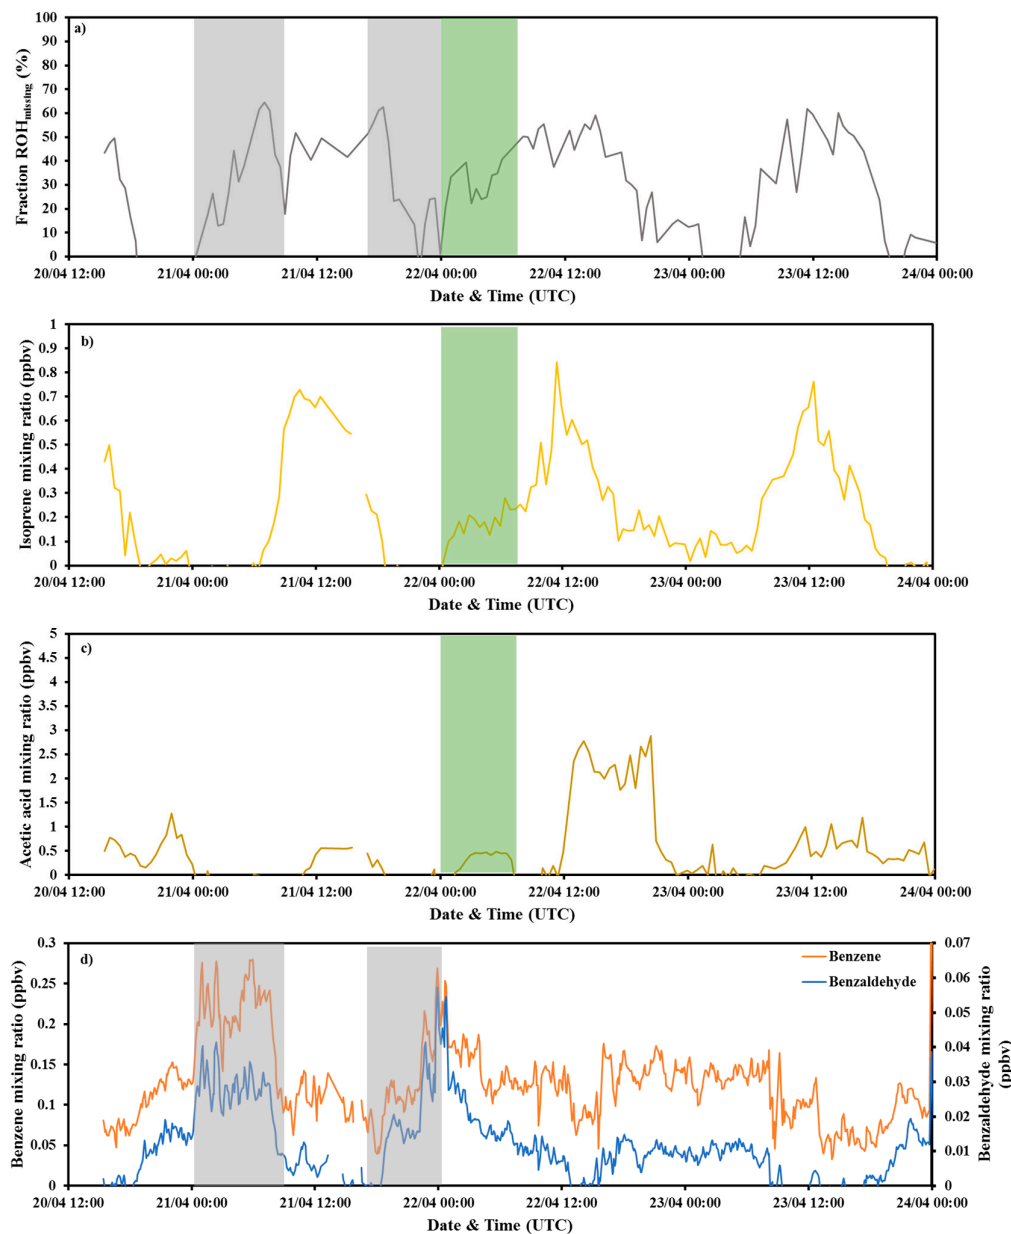 a)
Fraction ROHmissing (%)
100
90
80
70
60
50
40
30
20
10
0
20/04 12:00 21/04 00:00 21/04 12:00 22/04 00:00 22/04 12:00 23/04 00:00 23/04 12:00 24/04 00:00
Date & Time (UTC)
b)
Isoprene mixing ratio (ppbv)
1
0.9
0.8
0.7
0.6
0.5
0.4
0.3
0.2
0.1
0
20/04 12:00 21/04 00:00 21/04 12:00 22/04 00:00 22/04 12:00 23/04 00:00 23/04 12:00 24/04 00:00
Date & Time (UTC)
c)
Acetic acid mixing ratio (ppbv)
5
4.5
4
3.5
3
2.5
2
1.5
1
0.5
0
20/04 12:00 21/04 00:00 21/04 12:00 22/04 00:00 22/04 12:00 23/04 00:00 23/04 12:00 24/04 00:00
Date & Time (UTC)
d)
Benzene mixing ratio (ppbv)
0.3
0.25
0.2
0.15
0.1
0.05
0
Benzene
Benzaldehyde
0.07
0.06
0.05
0.04
0.03
0.02
0.01
0
Benzaldehyde mixing ratio
(ppbv)
20/04 12:00 21/04 00:00 21/04 12:00 22/04 00:00 22/04 12:00 23/04 00:00 23/04 12:00 24/04 00:00
Date & Time (UTC)